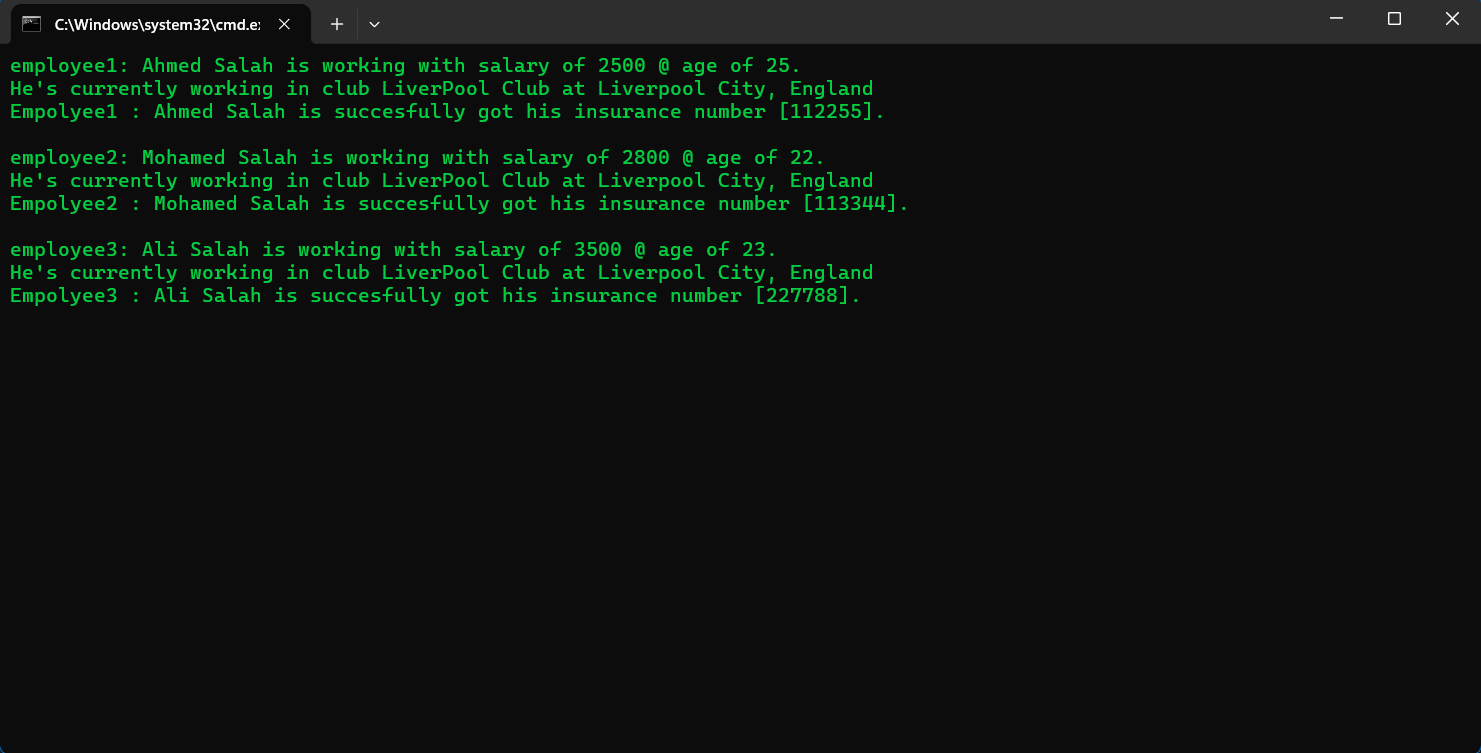 C:\Windows\system32\cmd.e
employee1: Ahmed Salah is working with salary of 2500 @ age of 25.
He's currently working in club LiverPool Club at Liverpool City, England
Empolyee1 : Ahmed Salah is succesfully got his insurance number [112255].
employee2: Mohamed Salah is working with salary of 2800 @ age of 22.
He's currently working in club LiverPool Club at Liverpool City, England
Empolyee2 : Mohamed Salah is succesfully got his insurance number [113344].
employee3: Ali Salah is working with salary of 3500 @ age of 23.
He's currently working in club LiverPool Club at Liverpool City, England
Empolyee3 : Ali Salah is succesfully got his insurance number [227788].